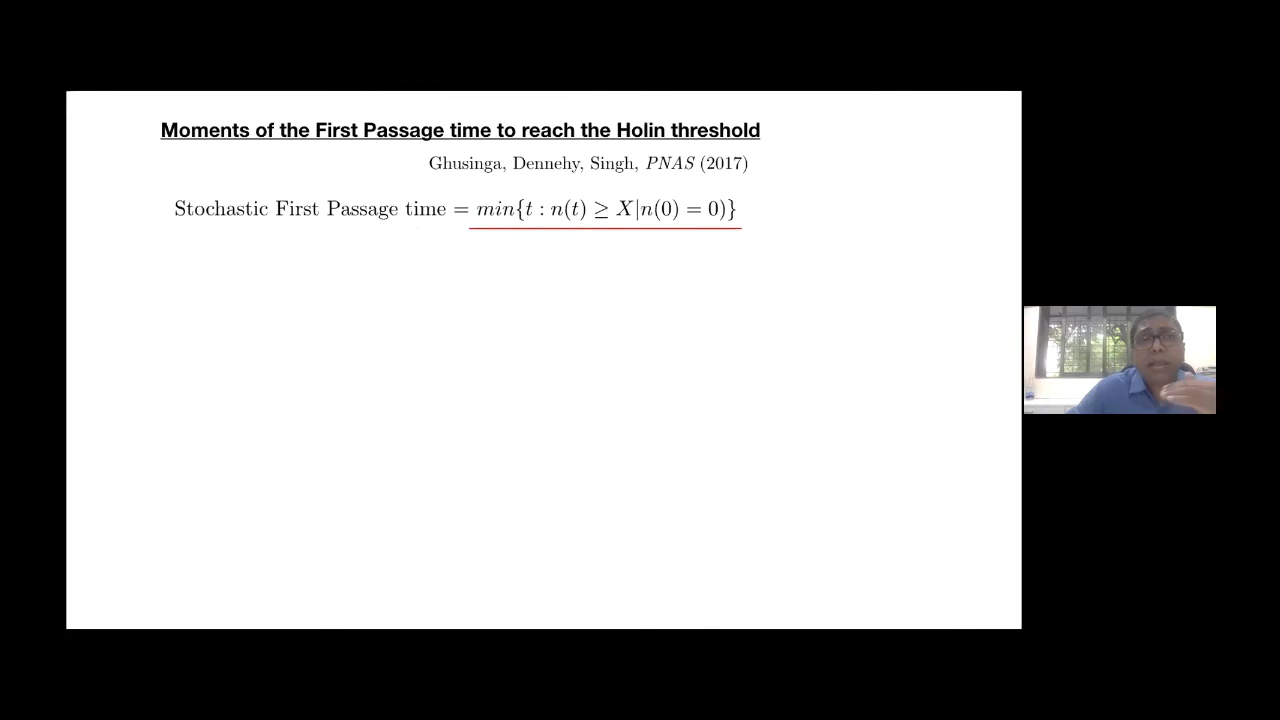 Moments of the First Passage time to reach the Holin threshold
Ghusinga, Dennehy, Singh, PNAS (2017)
Stochastic First Passage time = min{t : n(t) ≥ X|n(0) = 0)}